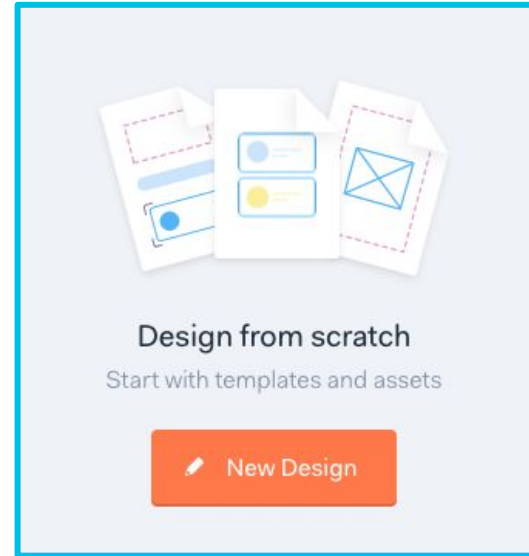 Design from scratch
Start with templates and assets
New Design